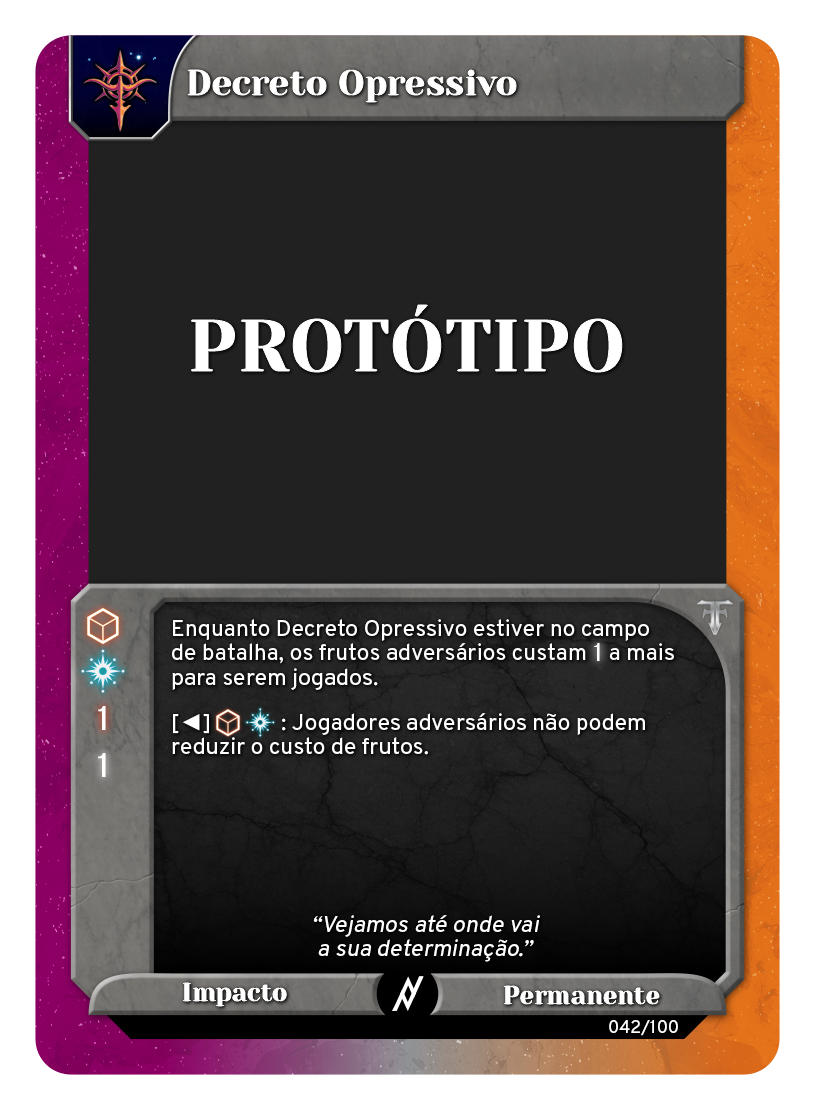 Decreto Opressivo
PROTÓTIPO
1
1
Enquanto Decreto Opressivo estiver no campo
de batalha, os frutos adversários custam 1 a mais
para serem jogados.
[◄] : Jogadores adversários não podem
reduzir o custo de frutos.
“Vejamos até onde vai
a sua determinação.”
Impacto
Permanente
042/100